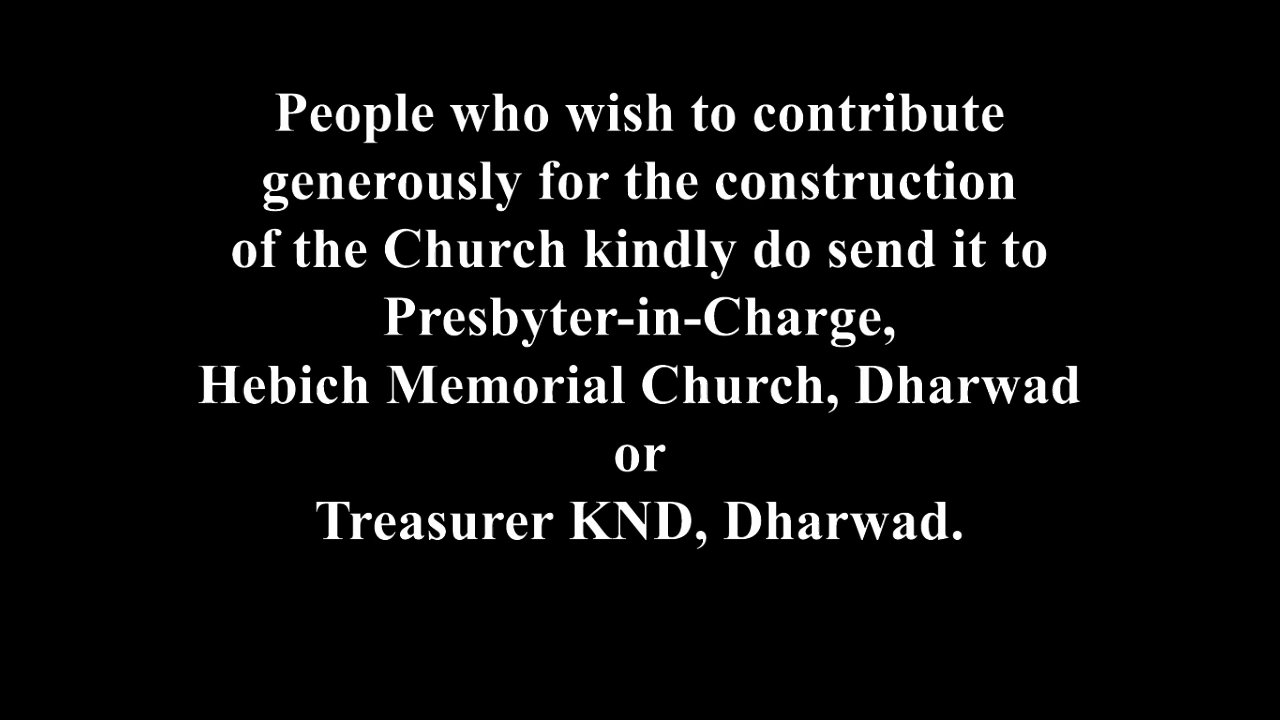 People who wish to contribute
generously for the construction
of the Church kindly do send it to
Presbyter-in-Charge,
Hebich Memorial Church, Dharwad
or
Treasurer KND, Dharwad.